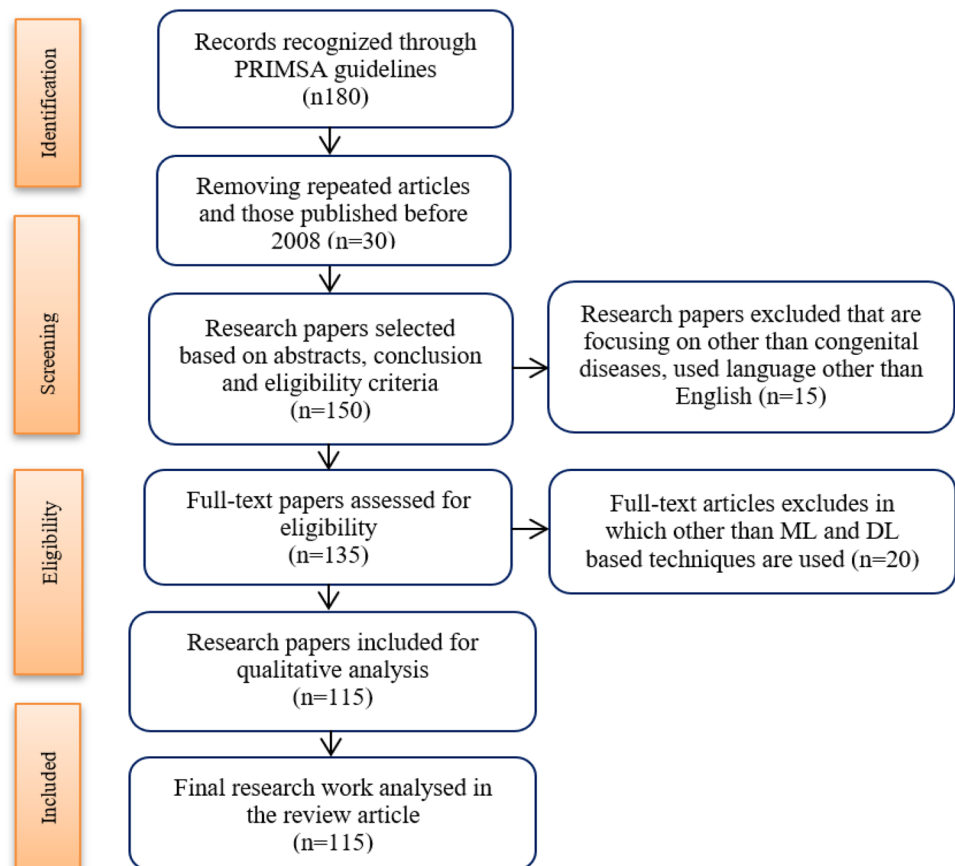 Identification
Records recognized through
PRIMSA guidelines
(n180)
Removing repeated articles
and those published before
2008 (n=30)
Screening
Research papers selected
based on abstracts, conclusion
and eligibility criteria
(n=150)
Research papers excluded that are
focusing on other than congenital
diseases, used language other than
English (n=15)
Eligibility
Full-text papers assessed for
eligibility
(n=135)
Full-text articles excludes in
which other than ML and DL
based techniques are used (n=20)
Research papers included for
qualitative analysis
(n=115)
Included
Final research work analysed in
the review article
(n=115)